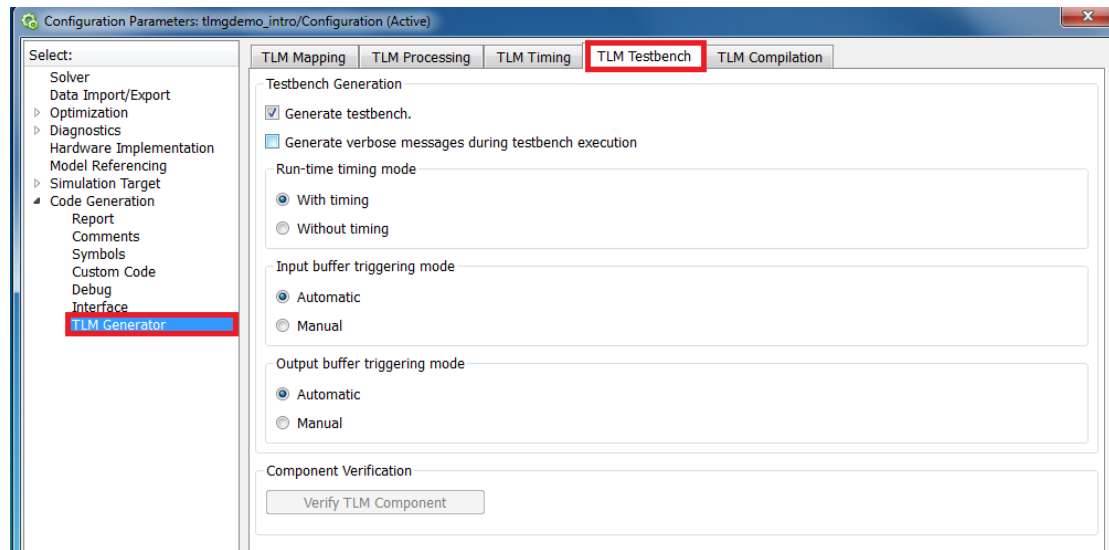 Configuration Parameters: tlmgdemo_intro/Configuration (Active)
Select:
Solver
Data Import/Export
Optimization
Diagnostics
Hardware Implementation
Model Referencing
Simulation Target
Code Generation
Report
Comments
Symbols
Custom Code
Debug
Interface
TLM Generator
TLM Mapping TLM Processing TLM Timing TLM Testbench TLM Compilation
Testbench Generation
Generate testbench.
Generate verbose messages during testbench execution
Run-time timing mode
With timing
Without timing
Input buffer triggering mode
Automatic
Manual
Output buffer triggering mode
Automatic
Manual
Component Verification
Verify TLM Component